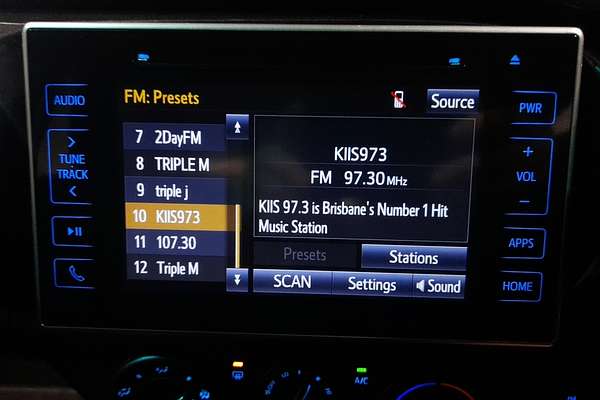 AUDIO
TUNE
TRACK
FM: Presets
Source
7 2DayFM
8 TRIPLE M
9 triple j
10 KIIS973
11 107.30
12 Triple M
KIIS973
FM 97.30 MHz
KIIS 97.3 is Brisbane's Number 1 Hit
Music Station
Presets
Stations
SCAN
Settings
Sound
PWR
+
VOL
-
APPS
HOME
A/C